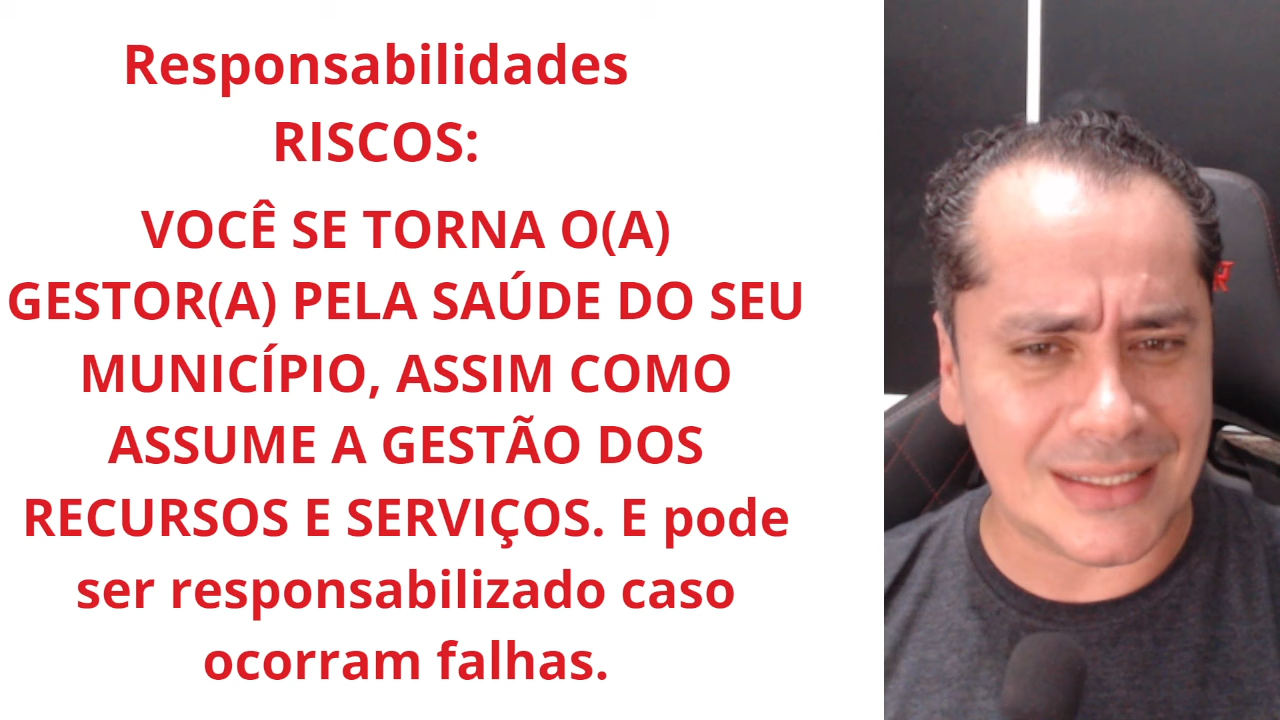 Responsabilidades
RISCOS:
VOCÊ SE TORNA O(A)
GESTOR(A) PELA SAÚDE DO SEU
MUNICÍPIO, ASSIM COMO
ASSUME A GESTÃO DOS
RECURSOS E SERVIÇOS. E pode
ser responsabilizado caso
ocorram falhas.